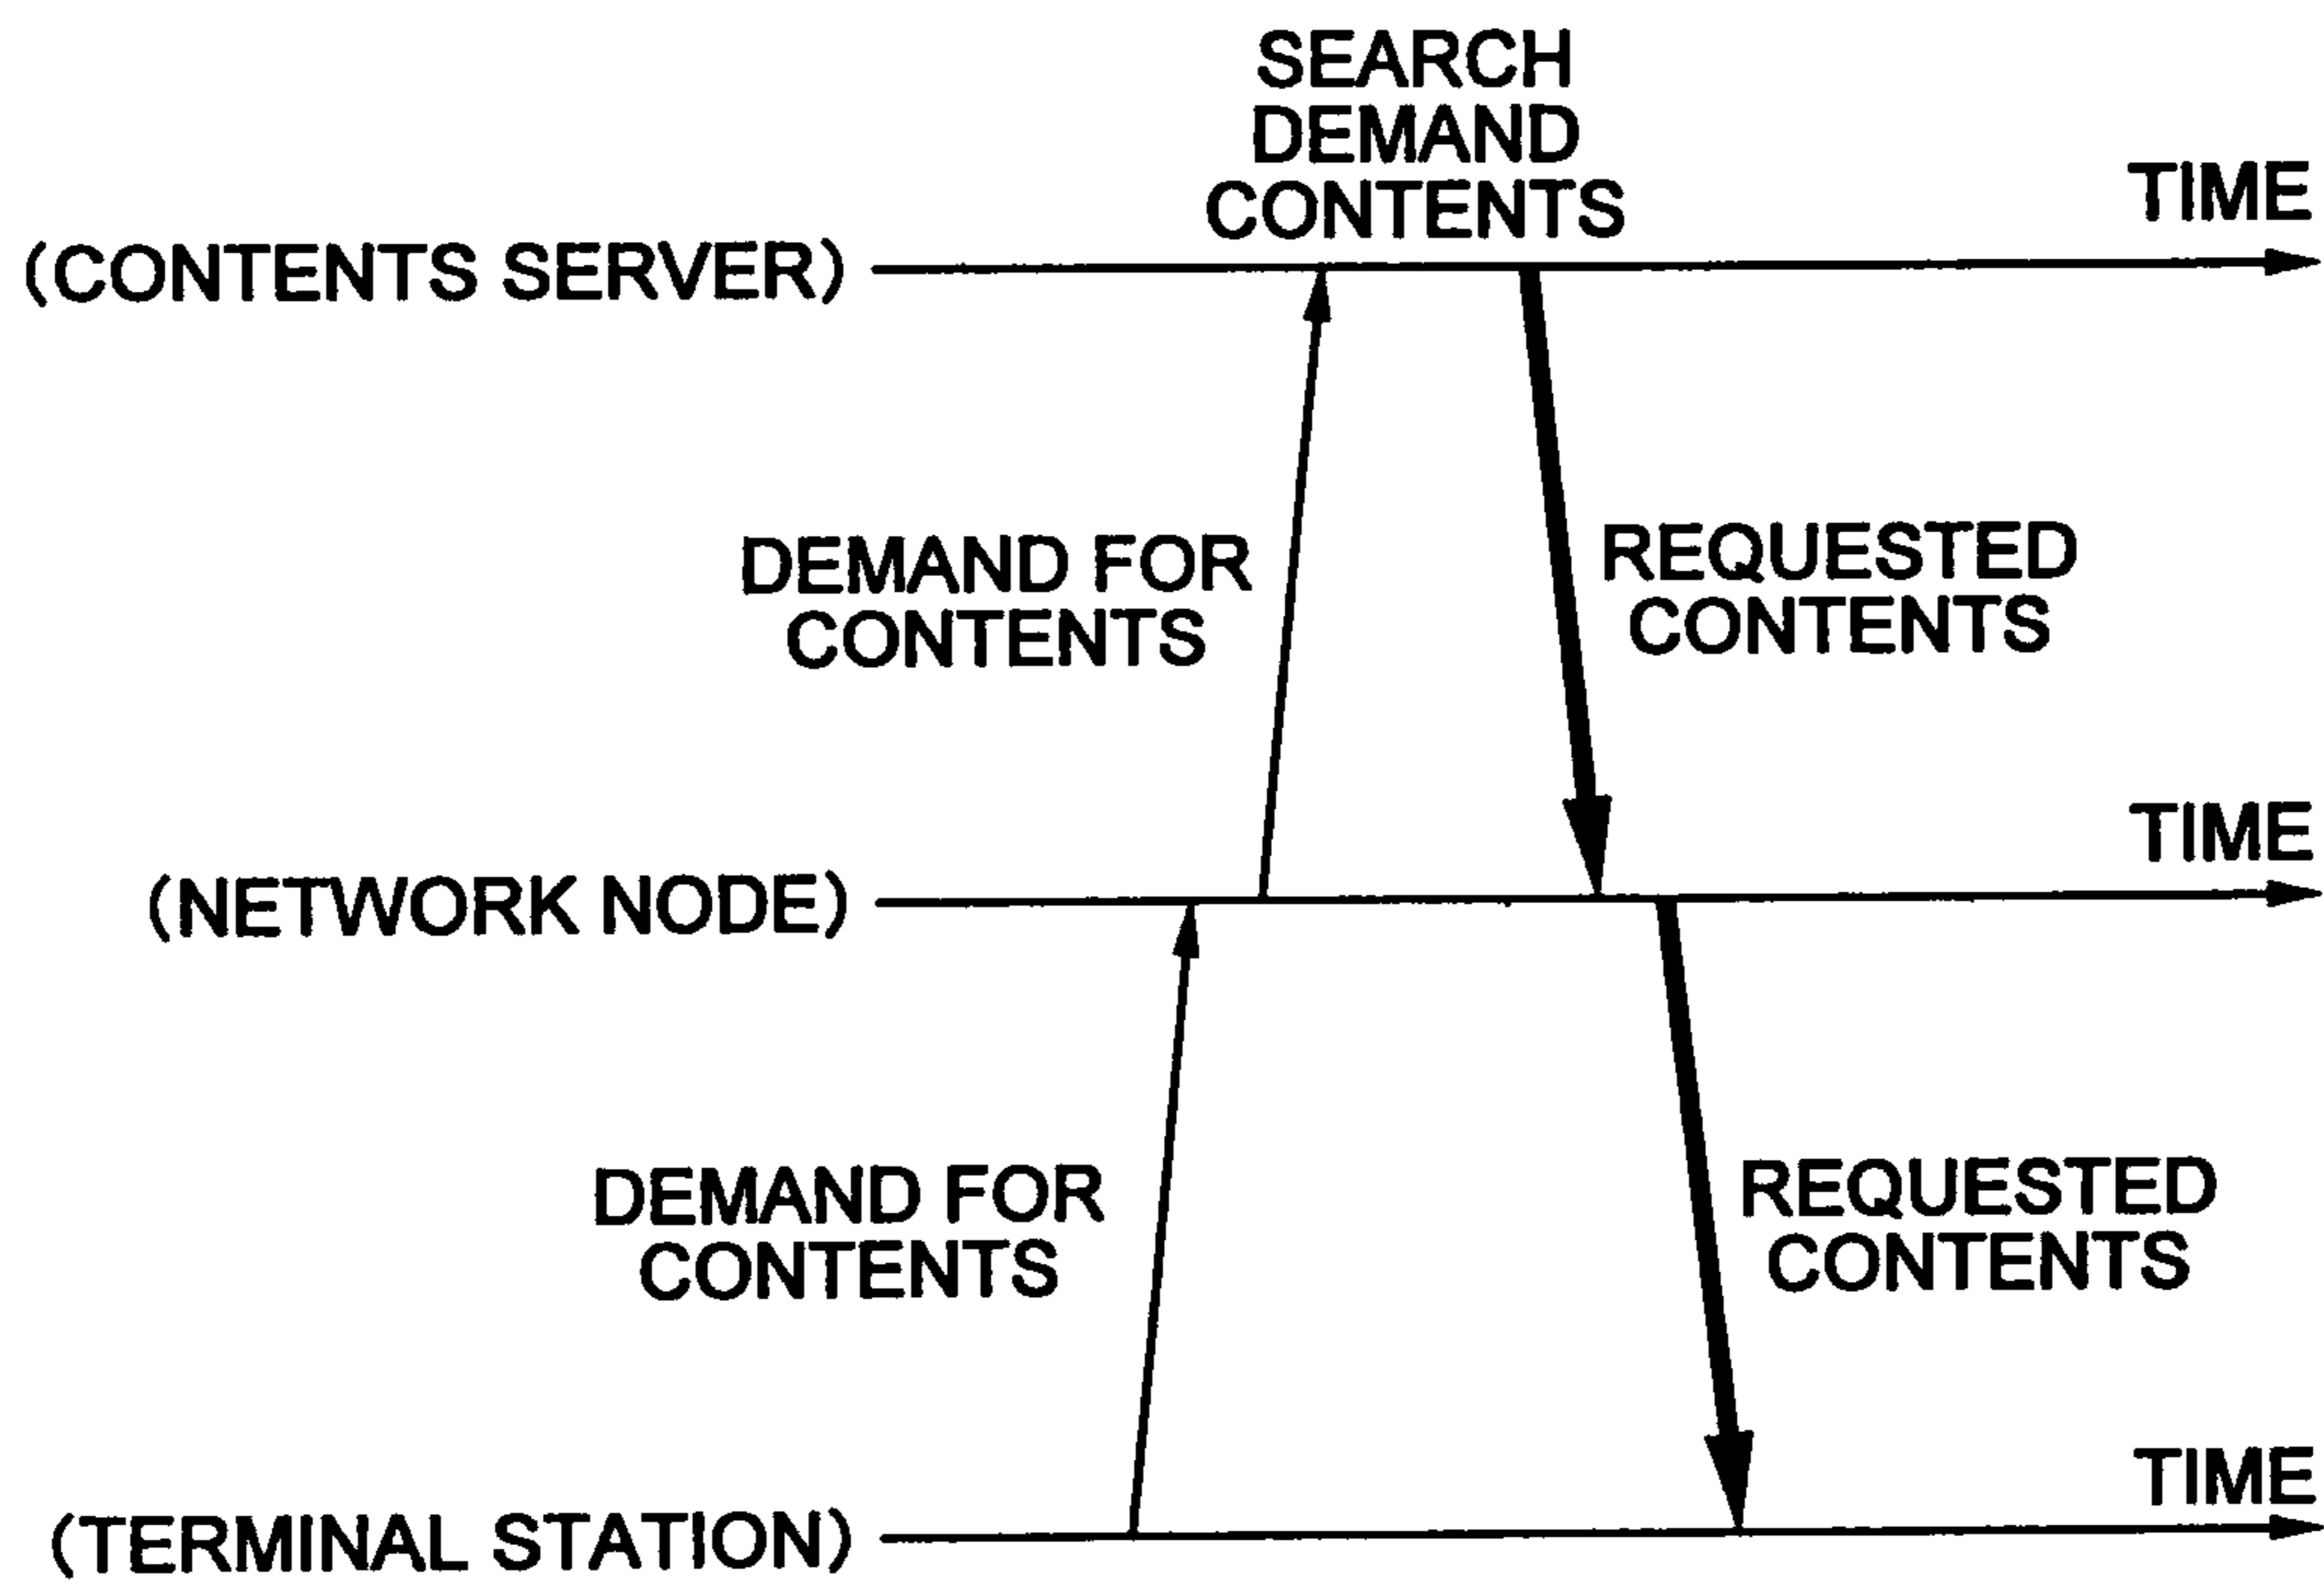 SEARCH
DEMAND
CONTENTS
TIME
(CONTENTS SERVER)
DEMAND FOR
CONTENTS
REQUESTED
CONTENTS
TIME
(NETWORK NODE)
DEMAND FOR
CONTENTS
REQUESTED
CONTENTS
TIME
(TERMINAL STATION)